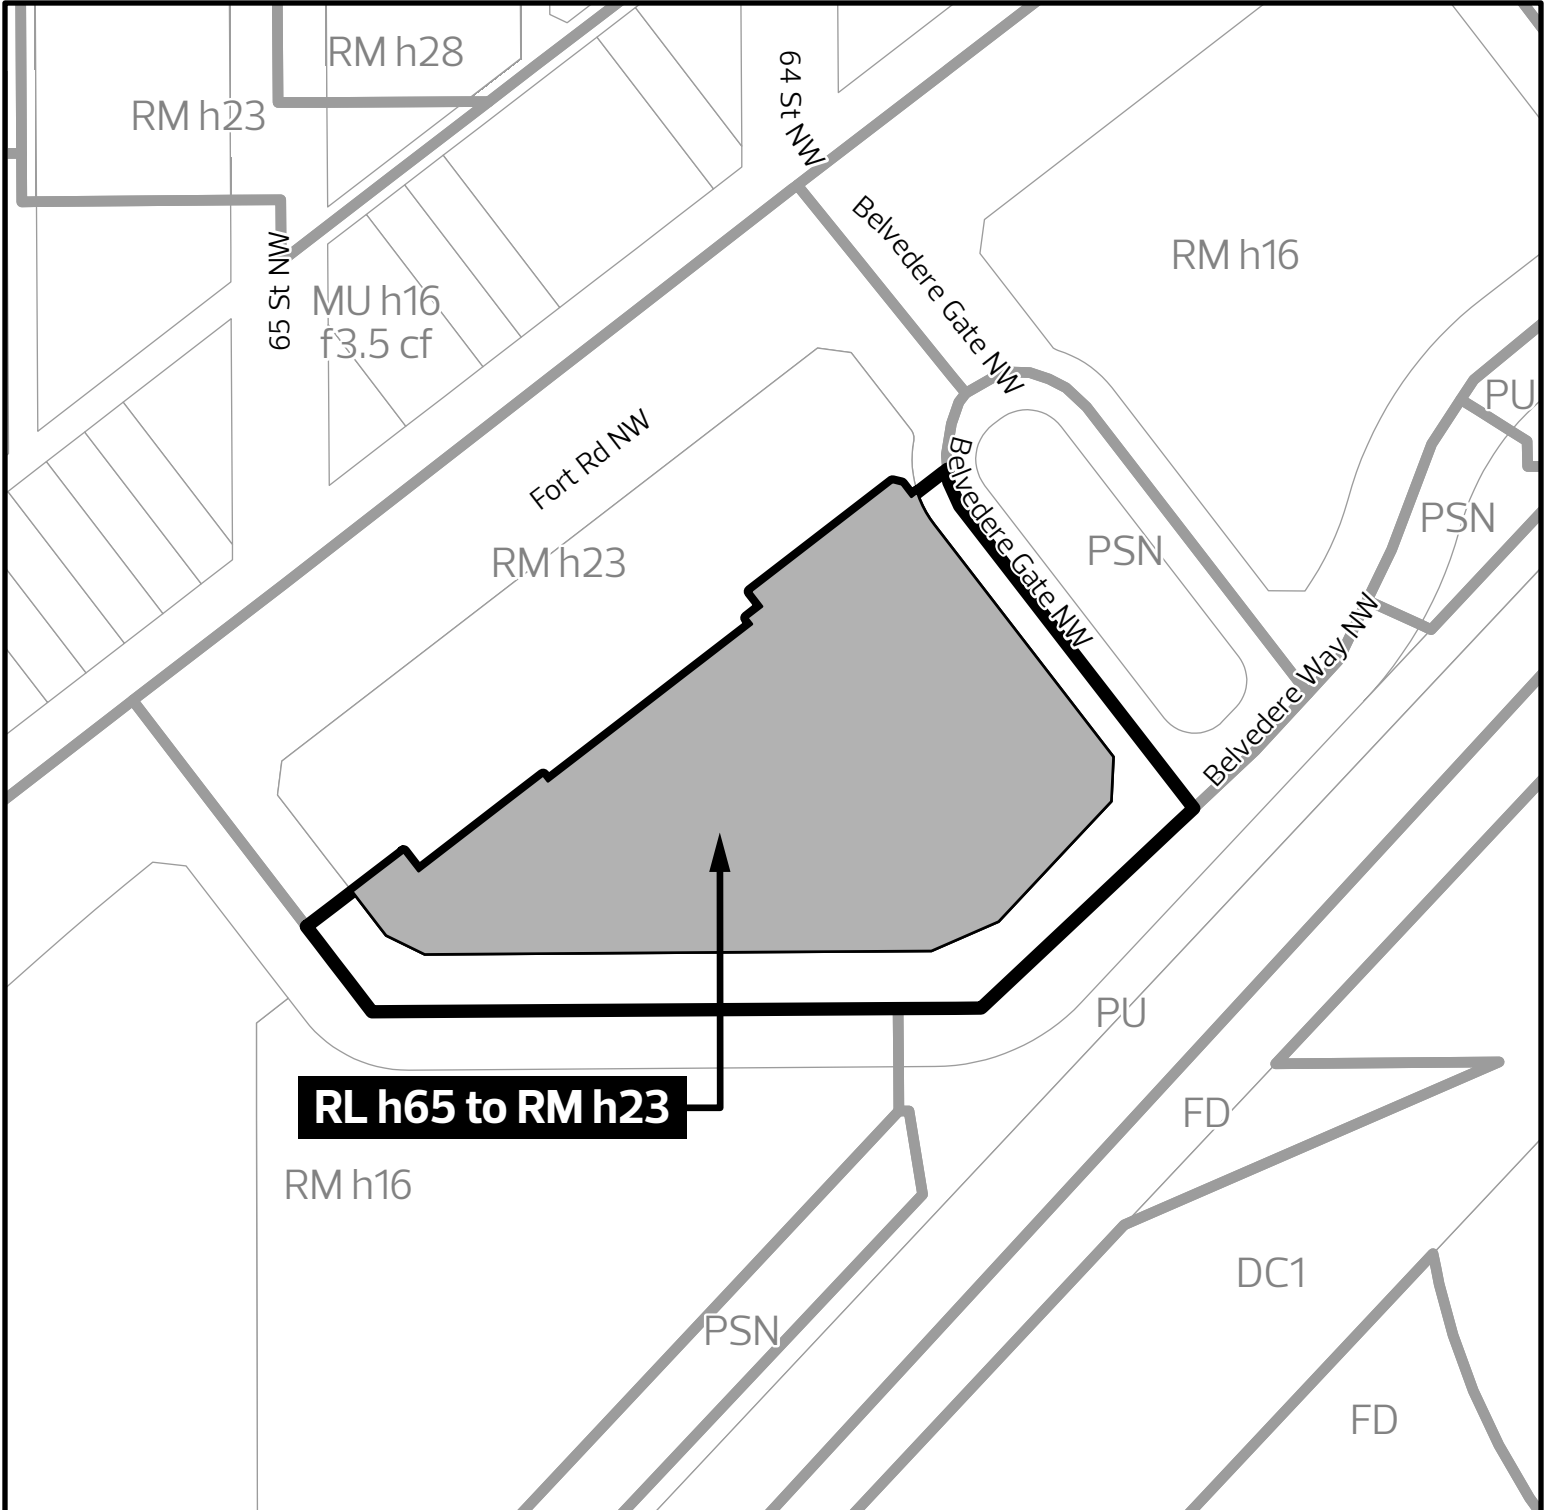 RM h28
RM h23
64 St NW
65 St NW
MU h16
f3.5 cf
Belvedere Gate NW
RM h16
PU
Fort Rd NW
RM h23
Belvedere Gate NW
PSN
PSN
Belvedere Way NW
PU
RL h65 to RM h23
FD
RM h16
DC1
PSN
FD